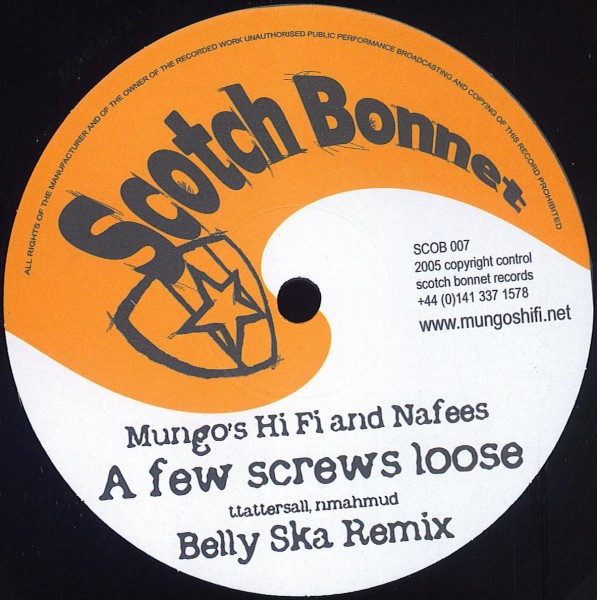 ALL RIGHTS OF THE MANUFACTURER AND OF THE OWNER OF THE RECORDED WORK UNAUTHORISED PUBLIC PERFORMANCE BROADCASTING AND COPYING OF THIS RECORD PROHIBITED
Scotch Bonnet
SCOB 007
2005 copyright control
scotch bonnet records
+44 (0)141 337 1578
www.mungoshifi.net
Mungo's Hi Fi and Nafees
A few screws loose
t.tattersall, nmahmud
Belly Ska Remix